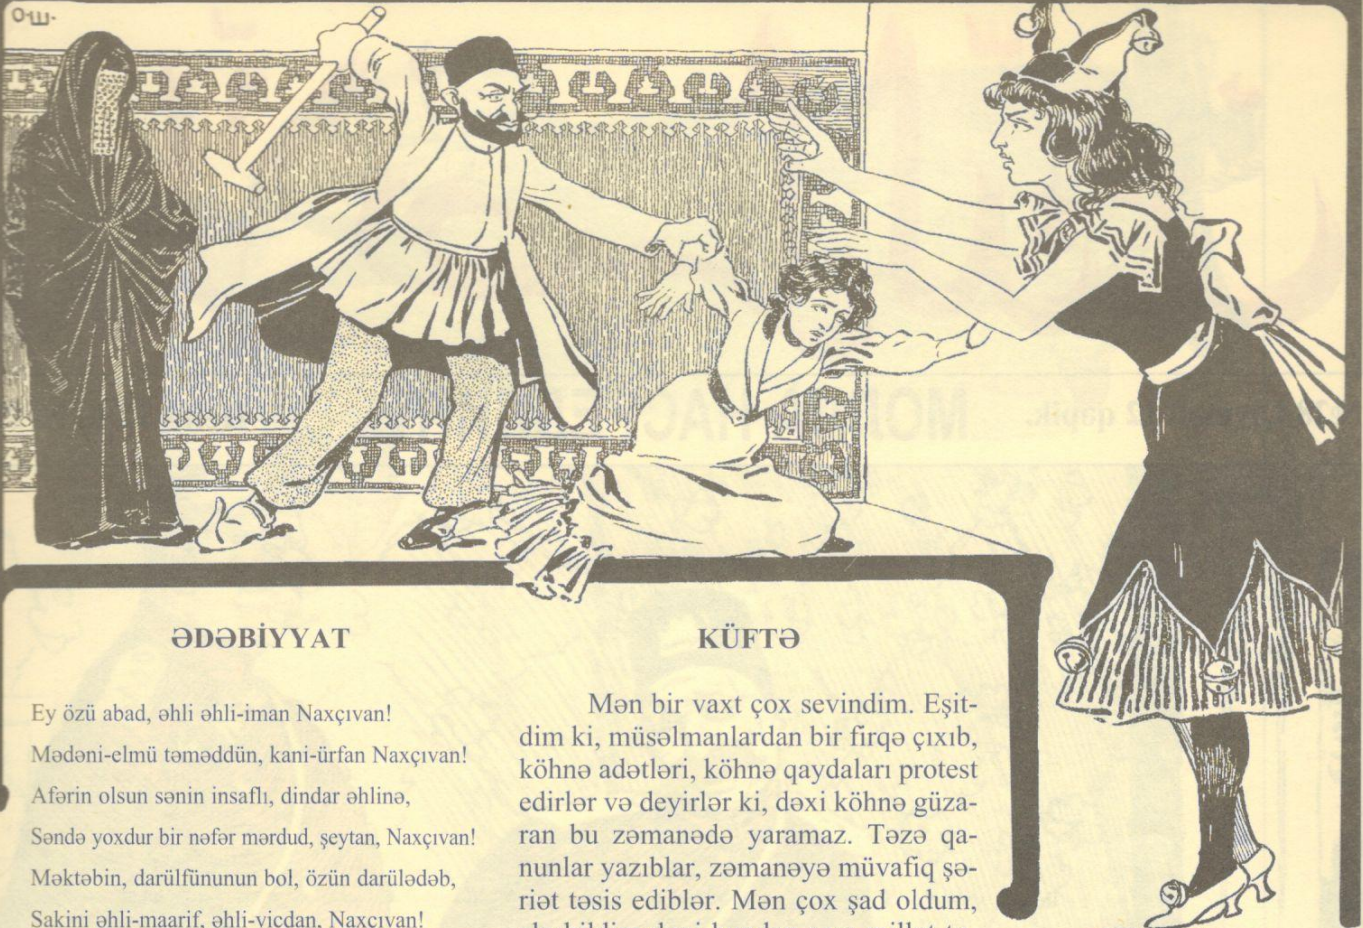 О·Ш·
ƏDƏBİYYAT
Ey özü abad, əhli əhli-iman Naxçıvan!
Mədəni-elmü təməddün, kani-ürfan Naxçıvan!
Afərin olsun sənin insaflı, dindar əhlinə,
Səndə yoxdur bir nəfər mərdud, şeytan, Naxçıvan!
Məktəbin, darülfünunun bol, özün darülədəb,
Sakini əhli-maarif, əhli-vicdan, Naxçıvan!
KÜFTƏ
Mən bir vaxt çox sevindim. Eşit-
dim ki, müsəlmanlardan bir firqə çıxıb,
köhnə adətləri, köhnə qaydaları protest
edirlər və deyirlər ki, dəxi köhnə güza-
ran bu zəmanədə yaramaz. Təzə qa-
nunlar yazıblar, zəmanəyə müvafiq şə-
riət təsis ediblər. Mən çox şad oldum,